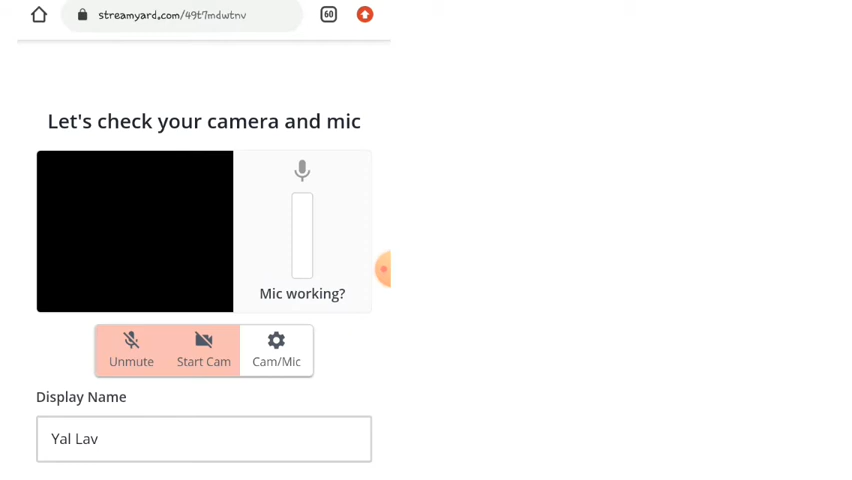 streamyard.com/49t7mdwtnv
60
Let's check your camera and mic
Mic working?
Unmute
Start Cam
Cam/Mic
Display Name
Yal Lav